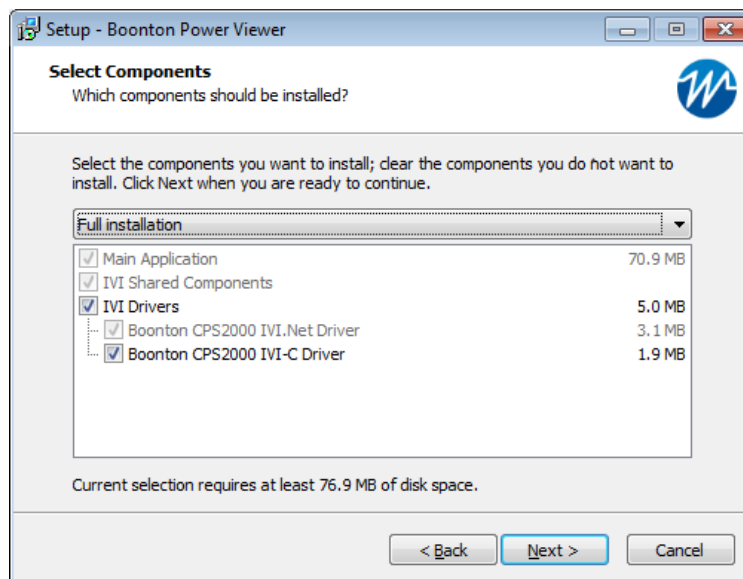 Setup - Boonton Power Viewer
Select Components
Which components should be installed?
Select the components you want to install; clear the components you do not want to
install. Click Next when you are ready to continue.
Full installation
Main Application 70.9 MB
IVI Shared Components
IVI Drivers 5.0 MB
Boonton CPS2000 IVI.Net Driver 3.1 MB
Boonton CPS2000 IVI-C Driver 1.9 MB
Current selection requires at least 76.9 MB of disk space.
< Back Next > Cancel